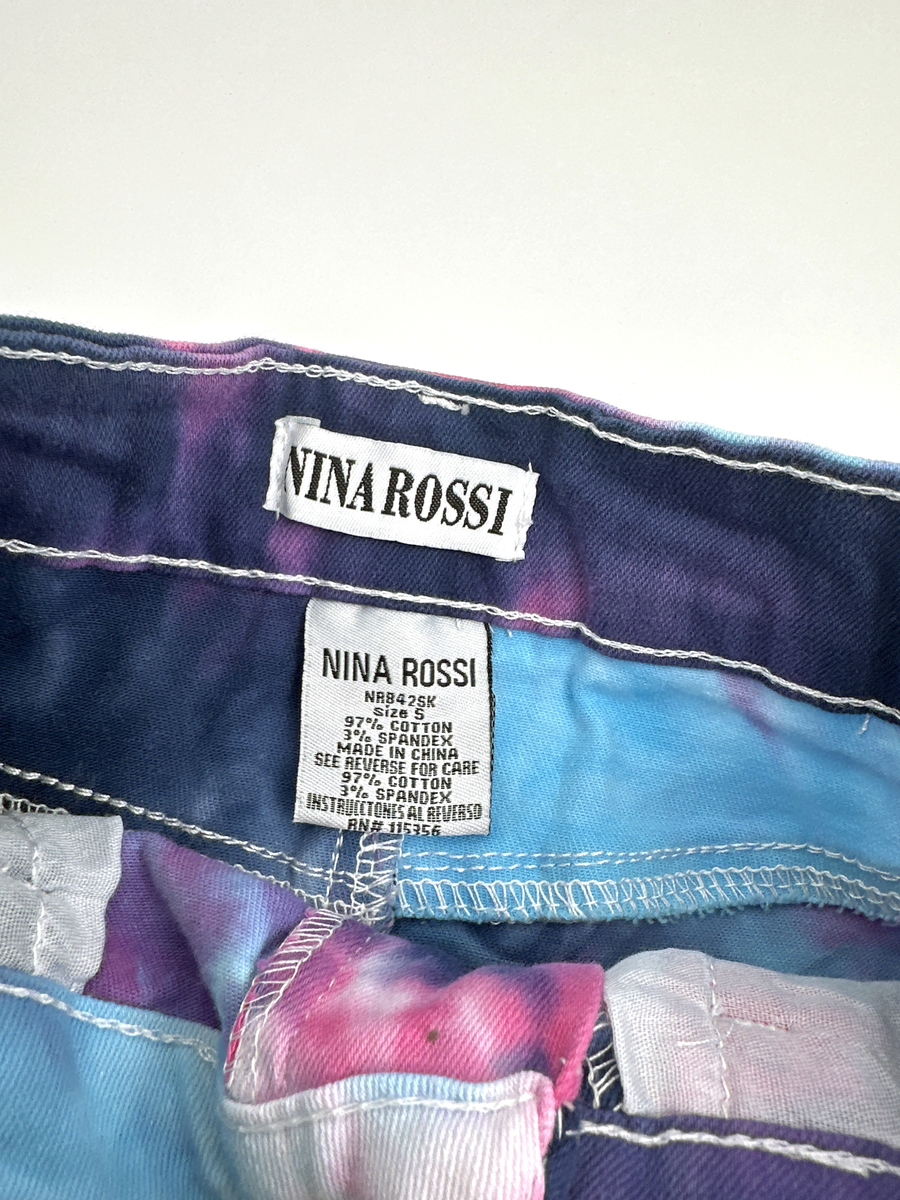 NINA ROSSI
NINA ROSSI
NR842SK
Size S
97% COTTON
3% SPANDEX
MADE IN CHINA
SEE REVERSE FOR CARE
97% COTTON
3% SPANDEX
INSTRUCCIONES AL REVERSO
RN# 115356